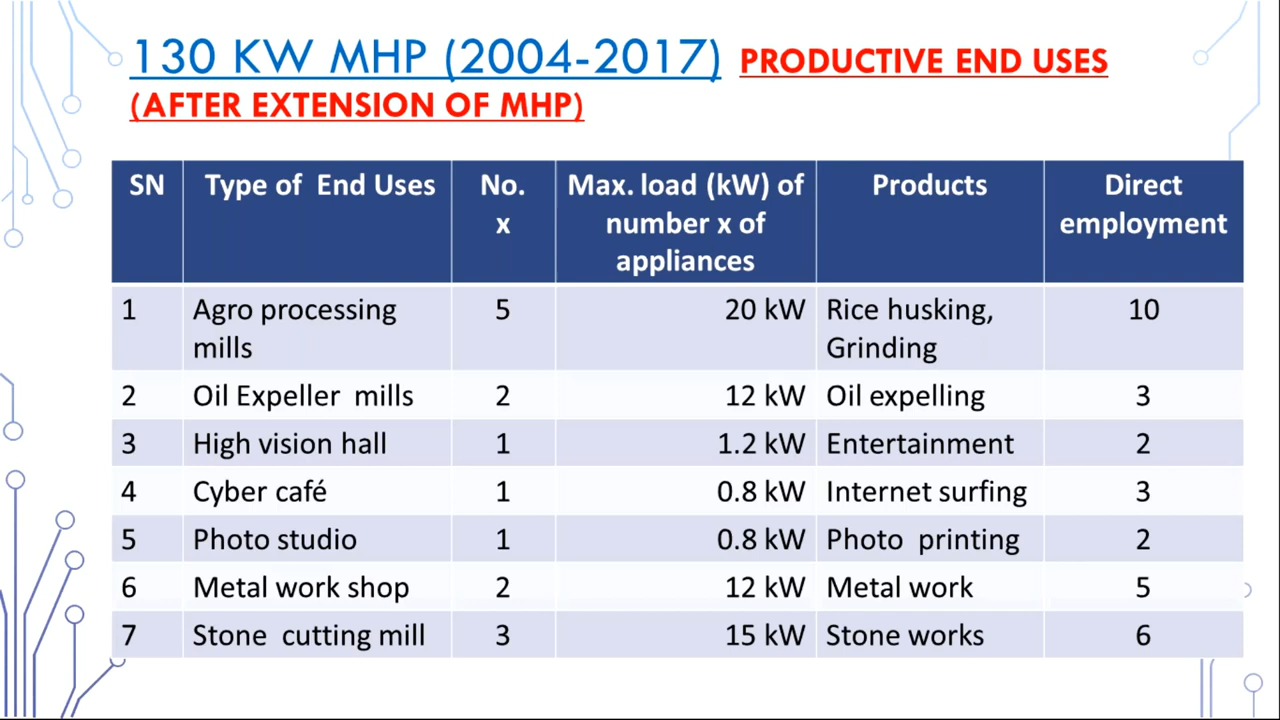 130 KW MHP (2004-2017) PRODUCTIVE END USES
(AFTER EXTENSION OF MHP)
SN Type of End Uses No. x Max. load (kW) of number x of appliances Products Direct employment
1 Agro processing mills 5 20 kW Rice husking, Grinding 10
2 Oil Expeller mills 2 12 kW Oil expelling 3
3 High vision hall 1 1.2 kW Entertainment 2
4 Cyber café 1 0.8 kW Internet surfing 3
5 Photo studio 1 0.8 kW Photo printing 2
6 Metal work shop 2 12 kW Metal work 5
7 Stone cutting mill 3 15 kW Stone works 6